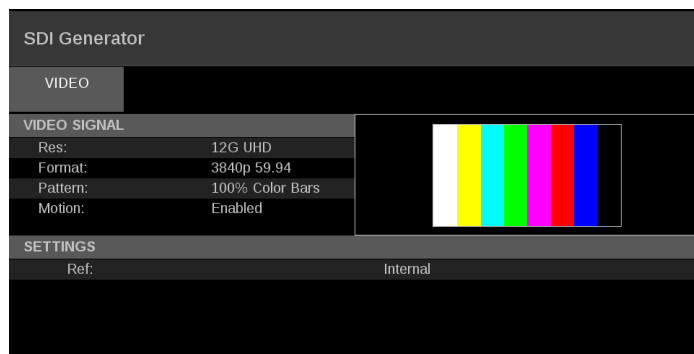 SDI Generator
VIDEO
VIDEO SIGNAL
Res: 12G UHD
Format: 3840p 59.94
Pattern: 100% Color Bars
Motion: Enabled
SETTINGS
Ref: Internal